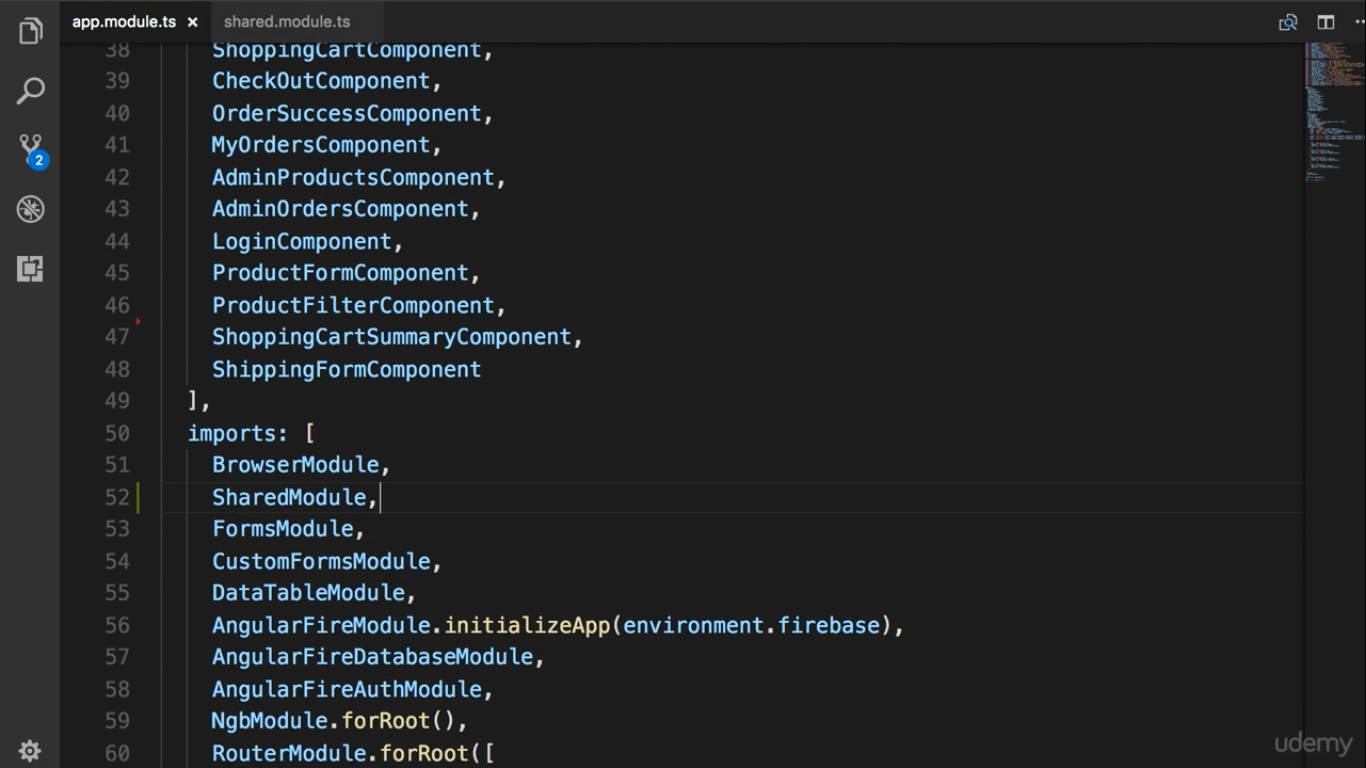 app.module.ts × shared.module.ts
38 ShoppingCartComponent,
39 CheckOutComponent,
40 OrderSuccessComponent,
41 MyOrdersComponent,
42 AdminProductsComponent,
43 AdminOrdersComponent,
44 LoginComponent,
45 ProductFormComponent,
46 ProductFilterComponent,
47 ShoppingCartSummaryComponent,
48 ShippingFormComponent
49 ],
50 imports: [
51 BrowserModule,
52 SharedModule,
53 FormsModule,
54 CustomFormsModule,
55 DataTableModule,
56 AngularFireModule.initializeApp(environment.firebase),
57 AngularFireDatabaseModule,
58 AngularFireAuthModule,
59 NgbModule.forRoot(),
60 RouterModule.forRoot([
2
udemy